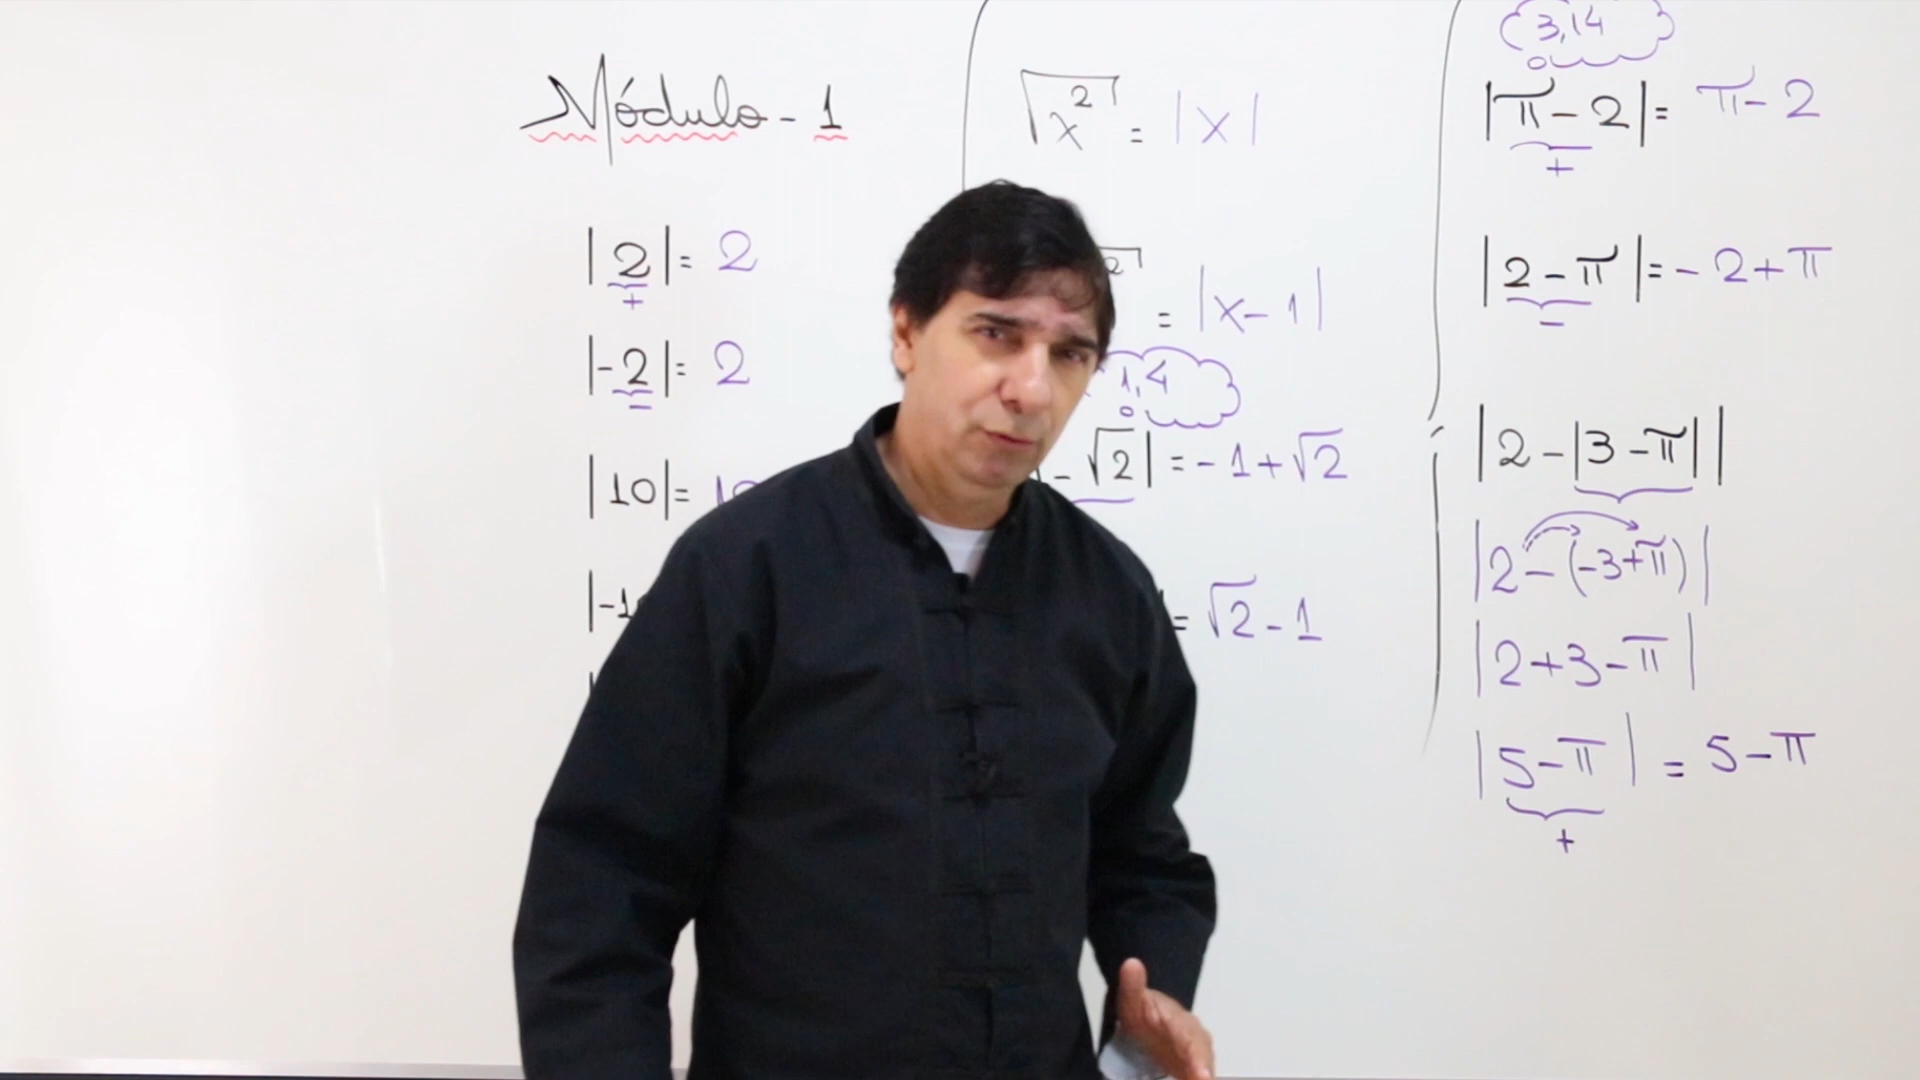 Módulo - 1
|2| = 2
+
|-2| = 2
-
|10| =
√x² = |x|
= |x - 1|
1,4
- √2| = - 1 + √2
= √2 - 1
3,14
|π - 2| = π - 2
+
|2 - π| = - 2 + π
-
|2 - |3 - π||
|2 - (-3 + π)|
|2 + 3 - π|
|5 - π| = 5 - π
+